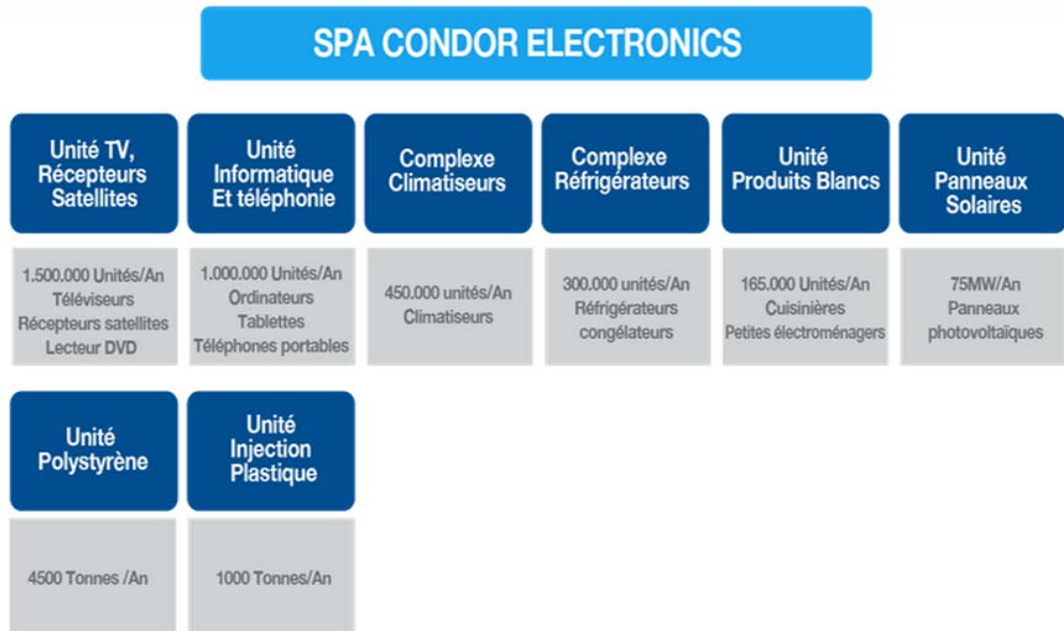 SPA CONDOR ELECTRONICS
Unité TV,
Récepteurs
Satellites
Unité
Informatique
Et téléphonie
Complexe
Climatiseurs
Complexe
Réfrigérateurs
Unité
Produits Blancs
Unité
Panneaux
Solaires
1.500.000 Unités/An
Téléviseurs
Récepteurs satellites
Lecteur DVD
1.000.000 Unités/An
Ordinateurs
Tablettes
Téléphones portables
450.000 unités/An
Climatiseurs
300.000 unités/An
Réfrigérateurs
congélateurs
165.000 Unités/An
Cuisinières
Petites électroménagers
75MW/An
Panneaux
photovoltaïques
Unité
Polystyrène
Unité
Injection
Plastique
4500 Tonnes /An
1000 Tonnes/An